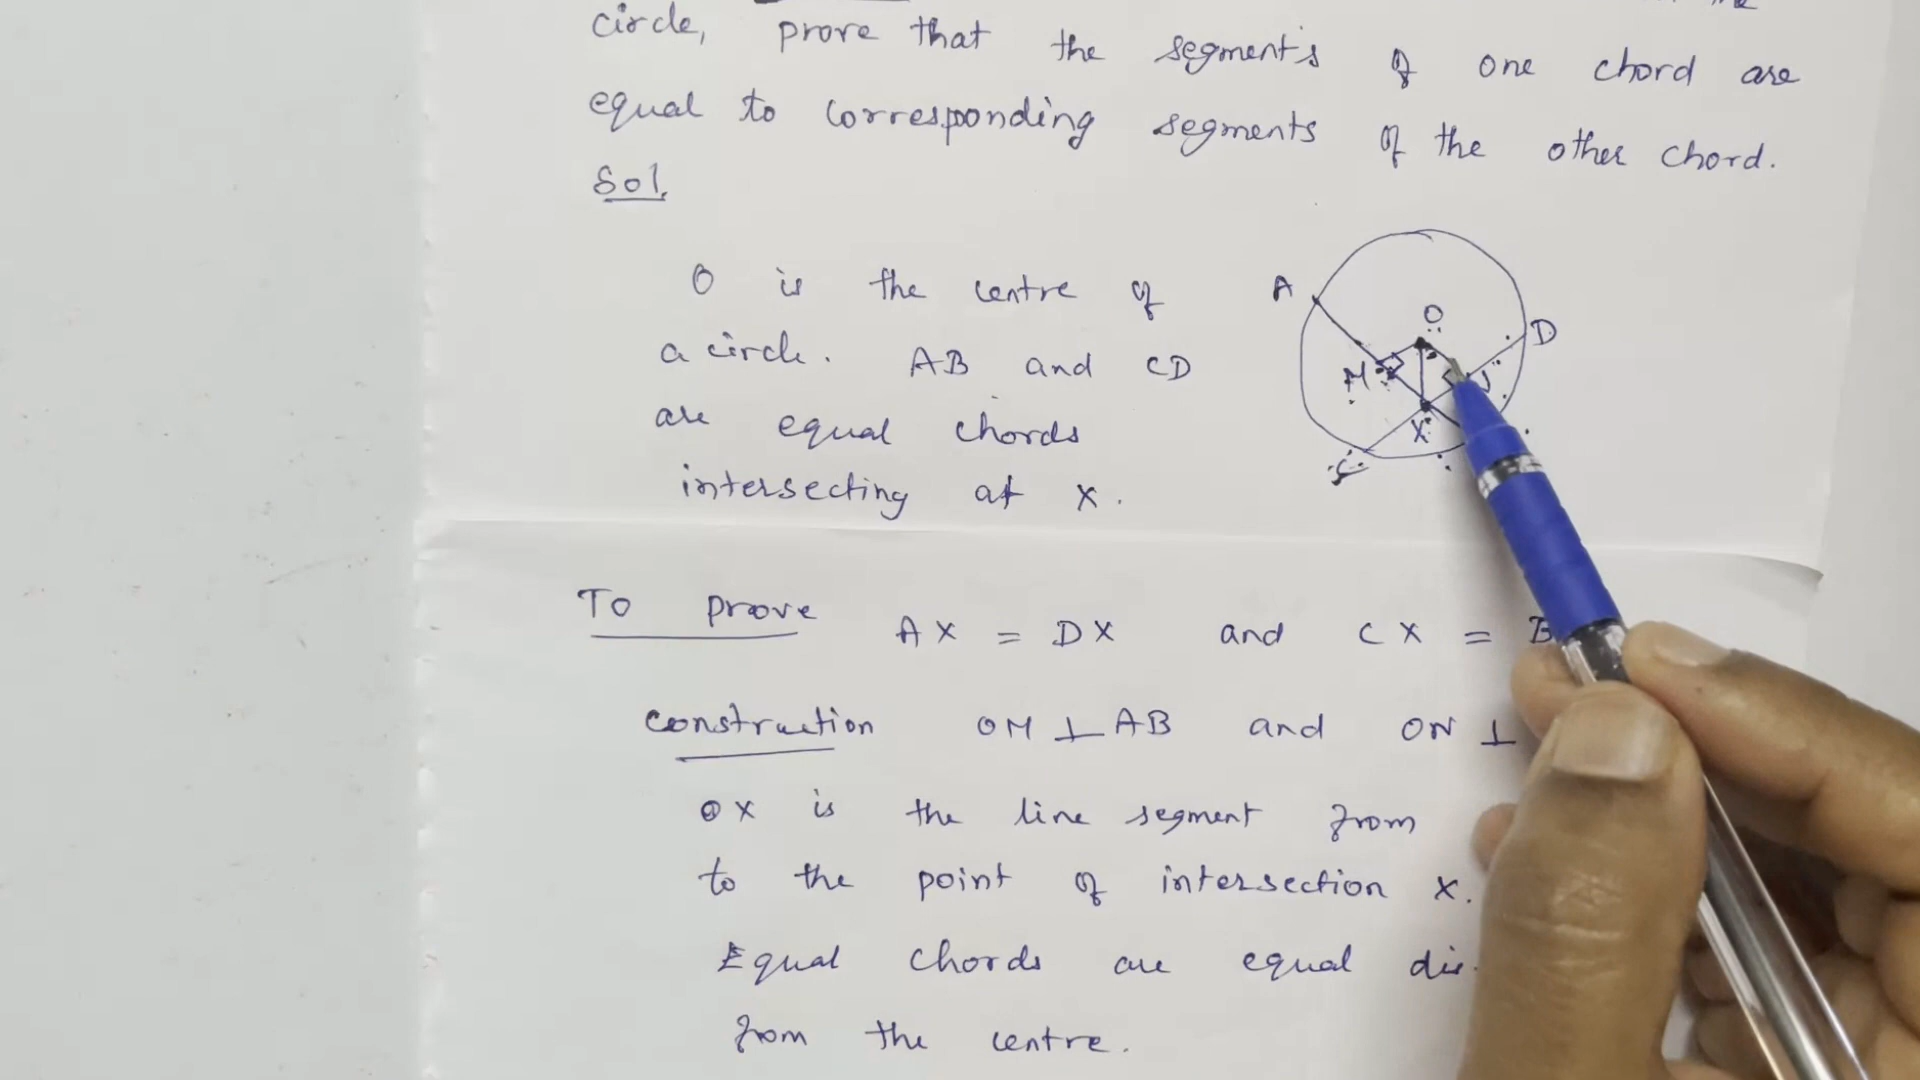 circle, prove that the segments of one chord are
equal to corresponding segments of the other chord.
Sol.
O is the centre of
a circle. AB and CD
are equal chords
intersecting at X.
A
O
D
M
X
C
To prove AX = DX and CX = B
construction OM ⊥ AB and ON ⊥
OX is the line segment from
to the point of intersection X.
Equal chords are equal dis
from the centre.